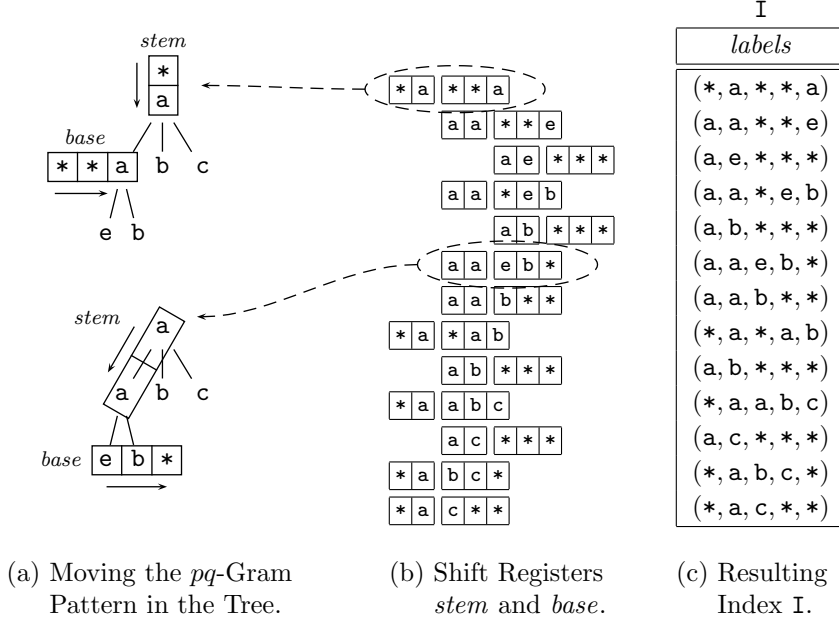 stem
*
a
base
* * a b c
e b
stem
a
a b c
base e b *
(a) Moving the pq-Gram
Pattern in the Tree.
* a * * a
a a * * e
a e * * *
a a * e b
a b * * *
a a e b *
a a b * *
* a * a b
a b * * *
* a a b c
a c * * *
* a b c *
* a c * *
(b) Shift Registers
stem and base.
I
labels
(*, a, *, *, a)
(a, a, *, *, e)
(a, e, *, *, *)
(a, a, *, e, b)
(a, b, *, *, *)
(a, a, e, b, *)
(a, a, b, *, *)
(*, a, *, a, b)
(a, b, *, *, *)
(*, a, a, b, c)
(a, c, *, *, *)
(*, a, b, c, *)
(*, a, c, *, *)
(c) Resulting
Index I.